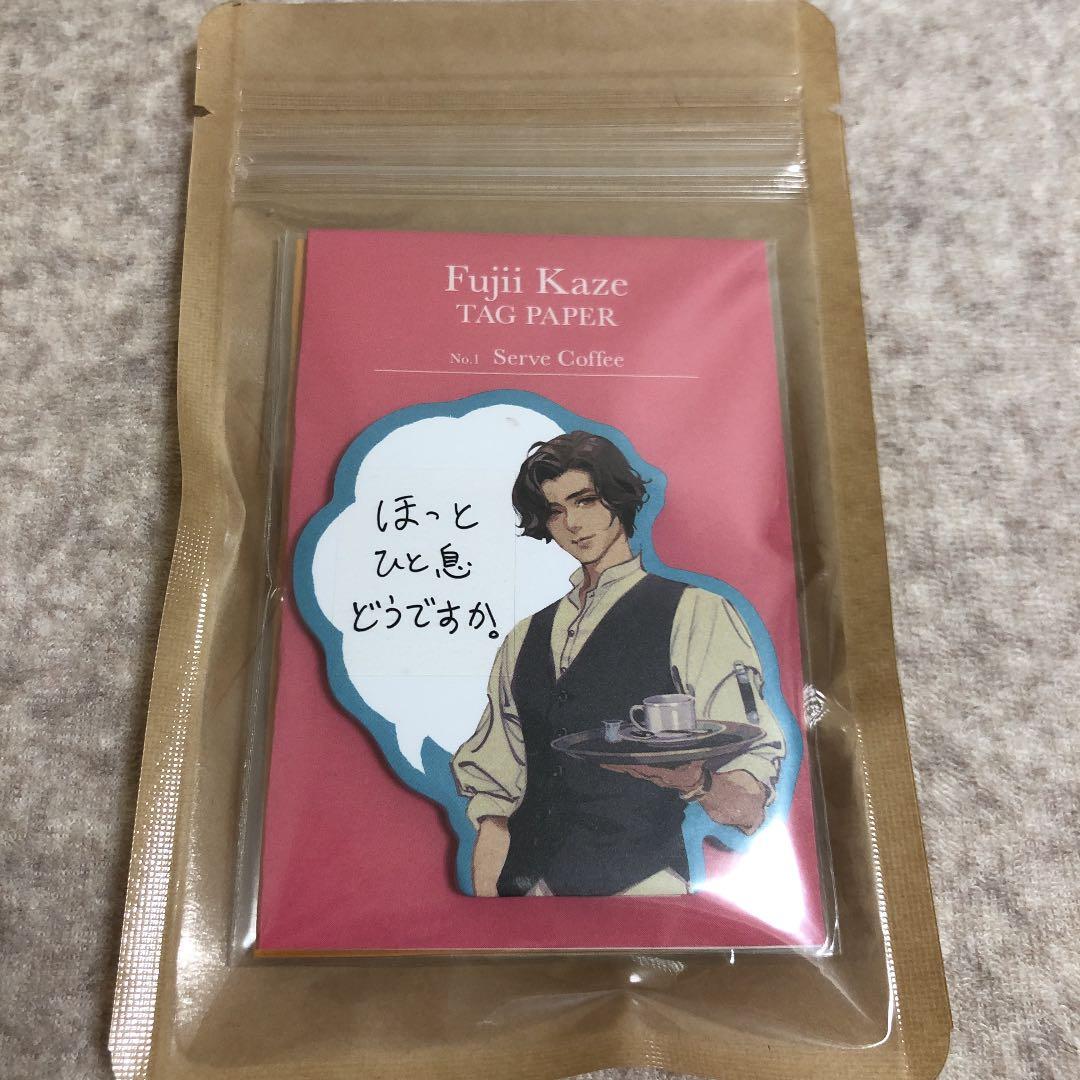 Fujii Kaze
TAG PAPER
No.1 Serve Coffee
ほっと
ひと息
どうですか。